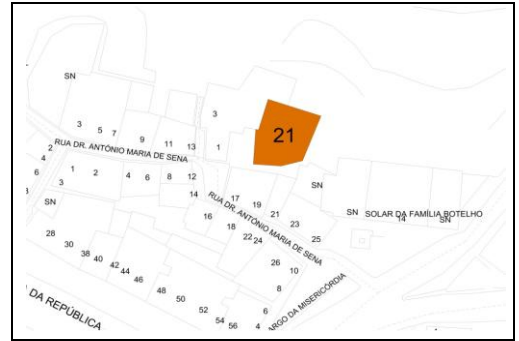 SN
3
3 5 7 9 11 13 1
21
2
RUA DR. ANTÓNIO MARIA DE SENA
4
6
1 2 4 6 8 12
3
14
SN
SN
RUA DR. ANTÓNIO MARIA DE SENA
17
19
21
23
25
SN SOLAR DA FAMÍLIA BOTELHO
14 SN
16
18
22 24
28
30
38 40
42
44
46
48
50
52
54 56
26 10
8
6
4
LARGO DA MISERICÓRDIA
DA REPÚBLICA